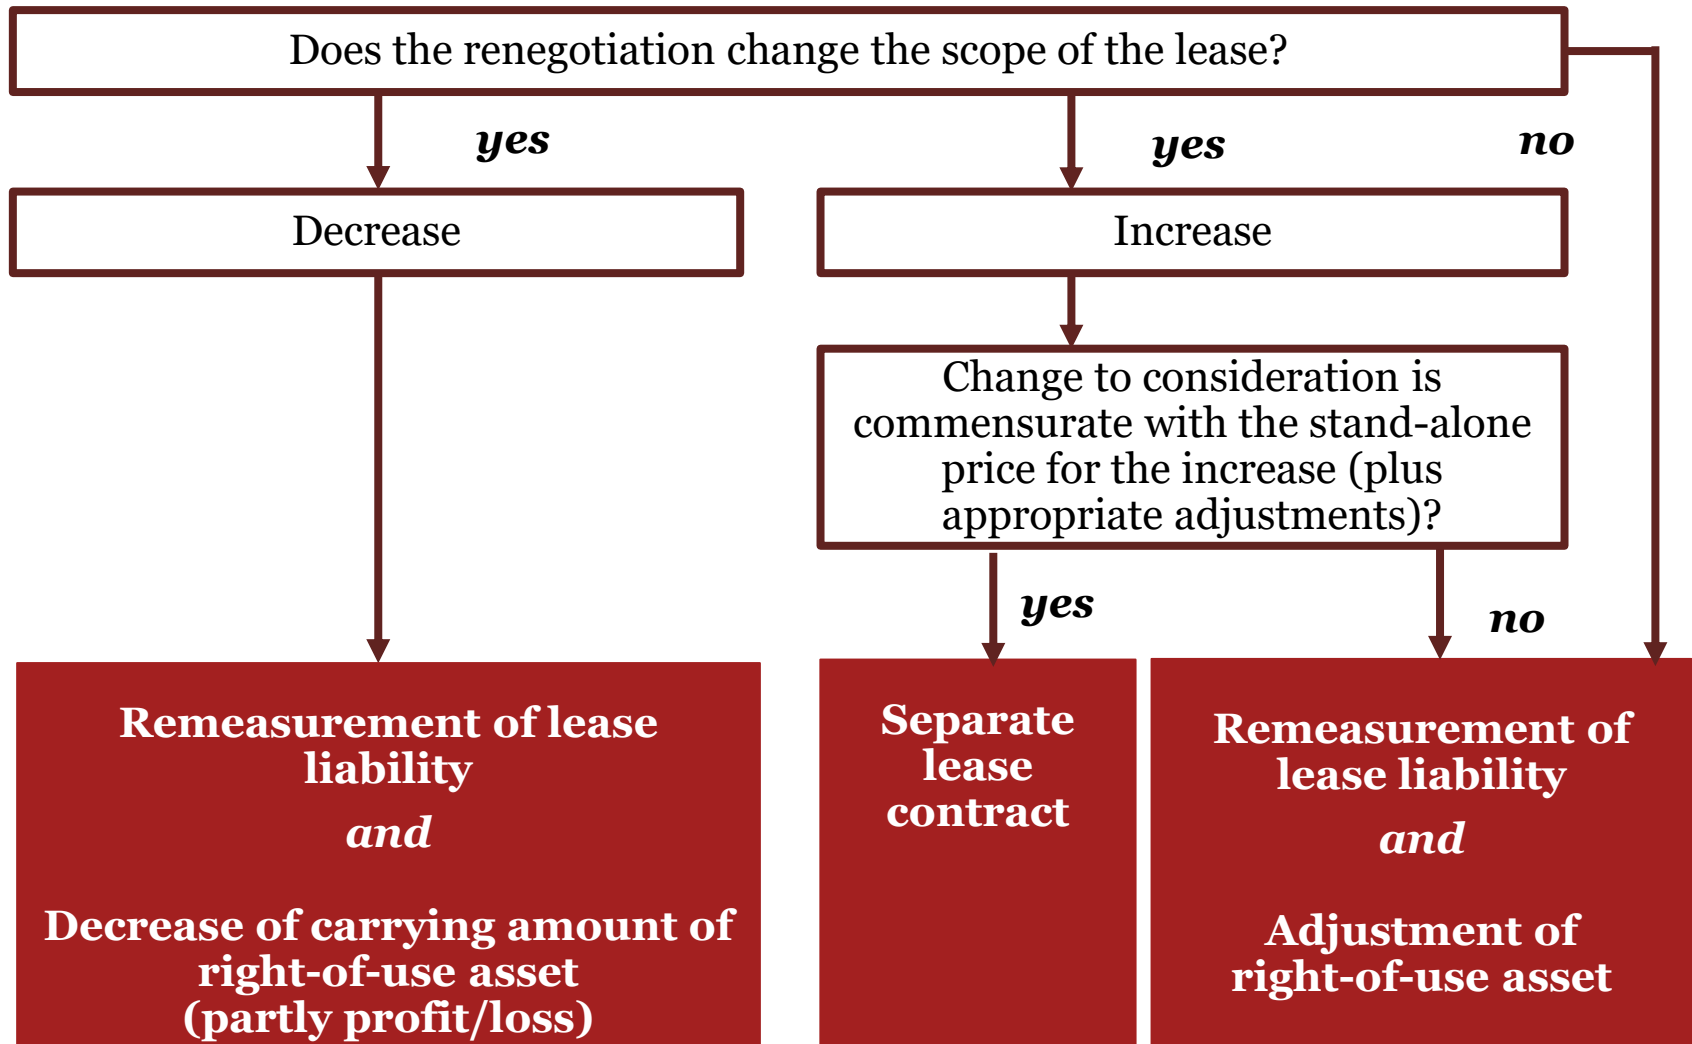 Does the renegotiation change the scope of the lease?
yes
yes
no
Decrease
Increase
Change to consideration is
commensurate with the stand-alone
price for the increase (plus
appropriate adjustments)?
yes
no
Remeasurement of lease
liability
and
Decrease of carrying amount of
right-of-use asset
(partly profit/loss)
Separate
lease
contract
Remeasurement of
lease liability
and
Adjustment of
right-of-use asset